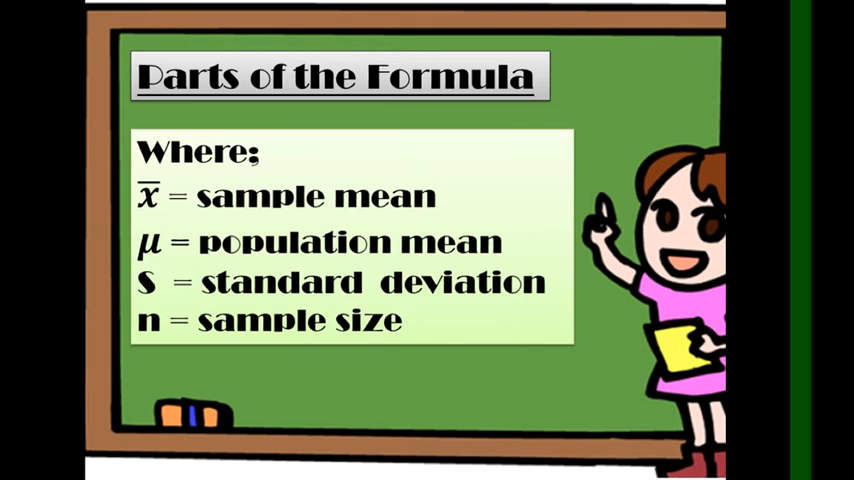 Parts of the Formula
Where;
x̅ = sample mean
μ = population mean
S = standard deviation
n = sample size